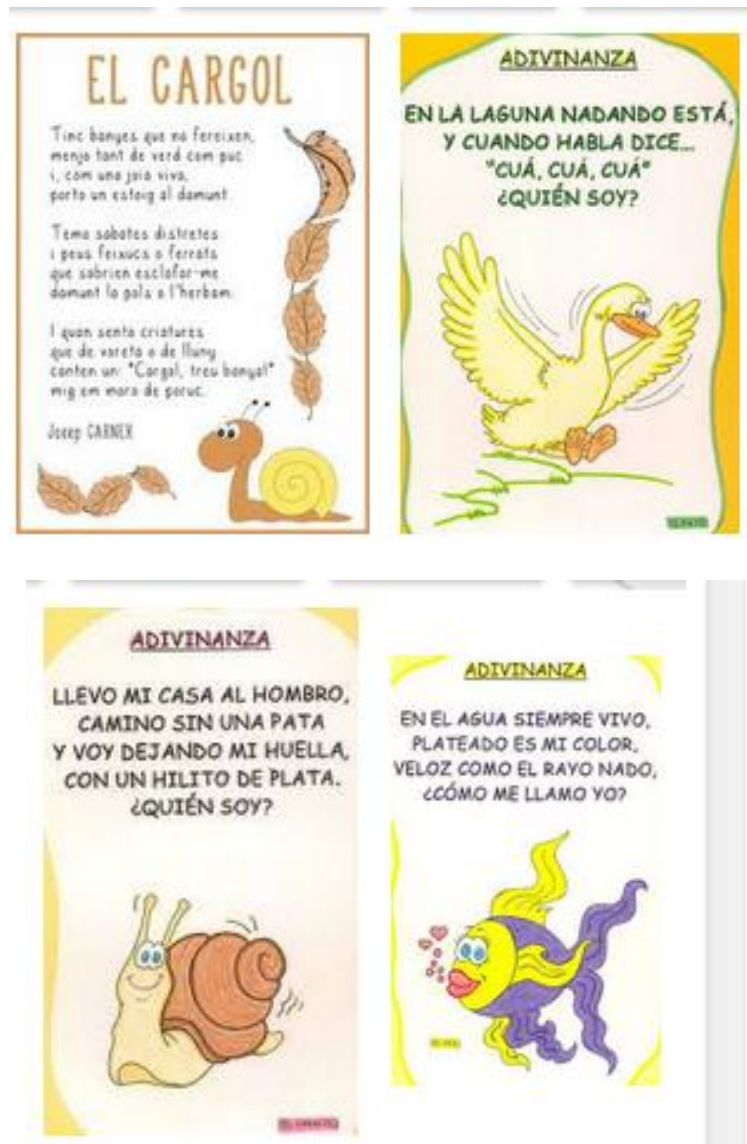 EL CARGOL
Tinc banyes que no fereixen,
menjo tant de verd com puc
i, com una joia viva,
porto un estoig al damunt.
Temo sabates distretes
i peus feixucs o ferrats
que sabrien esclafar-me
damunt la pols o l'herbam.
I quan sento criatures
que de vora o de lluny
canten un: "Cargol, treu banya!"
mig em moro de poruc.
Josep CARNER
ADIVINANZA
EN LA LAGUNA NADANDO ESTÁ,
Y CUANDO HABLA DICE...
"CUÁ, CUÁ, CUÁ"
¿QUIÉN SOY?
ADIVINANZA
LLEVO MI CASA AL HOMBRO,
CAMINO SIN UNA PATA
Y VOY DEJANDO MI HUELLA,
CON UN HILITO DE PLATA.
¿QUIÉN SOY?
EL CARACOL
ADIVINANZA
EN EL AGUA SIEMPRE VIVO,
PLATEADO ES MI COLOR,
VELOZ COMO EL RAYO NADO,
¿CÓMO ME LLAMO YO?